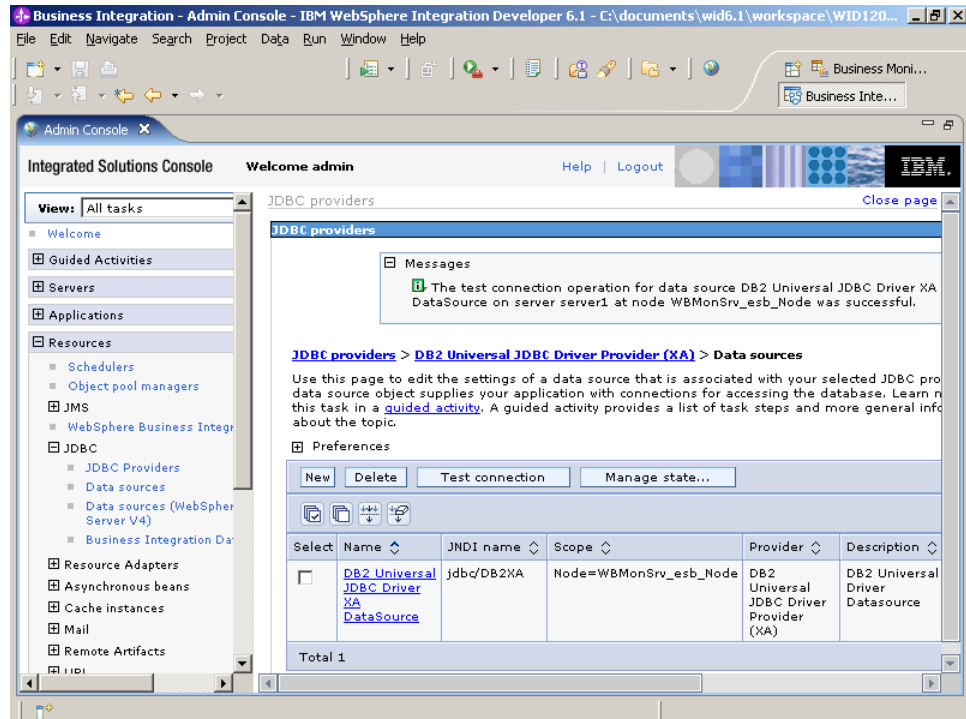 Business Integration - Admin Console - IBM WebSphere Integration Developer 6.1 - C:\documents\wid6.1\workspace\WID120...
File Edit Navigate Search Project Data Run Window Help
Business Moni...
Business Inte...
Admin Console
Integrated Solutions Console Welcome admin Help | Logout IBM.
View: All tasks
Welcome
Guided Activities
Servers
Applications
Resources
Schedulers
Object pool managers
JMS
WebSphere Business Integr
JDBC
JDBC Providers
Data sources
Data sources (WebSpher
Server V4)
Business Integration Da
Resource Adapters
Asynchronous beans
Cache instances
Mail
Remote Artifacts
URL
JDBC providers Close page
JDBC providers
Messages
The test connection operation for data source DB2 Universal JDBC Driver XA
DataSource on server server1 at node WBMonSrv_esb_Node was successful.
JDBC providers > DB2 Universal JDBC Driver Provider (XA) > Data sources
Use this page to edit the settings of a data source that is associated with your selected JDBC pro
data source object supplies your application with connections for accessing the database. Learn n
this task in a guided activity. A guided activity provides a list of task steps and more general info
about the topic.
Preferences
New Delete Test connection Manage state...
Select Name JNDI name Scope Provider Description
DB2 Universal JDBC Driver XA DataSource jdbc/DB2XA Node=WBMonSrv_esb_Node DB2 Universal JDBC Driver Provider (XA) DB2 Universal Driver Datasource
Total 1